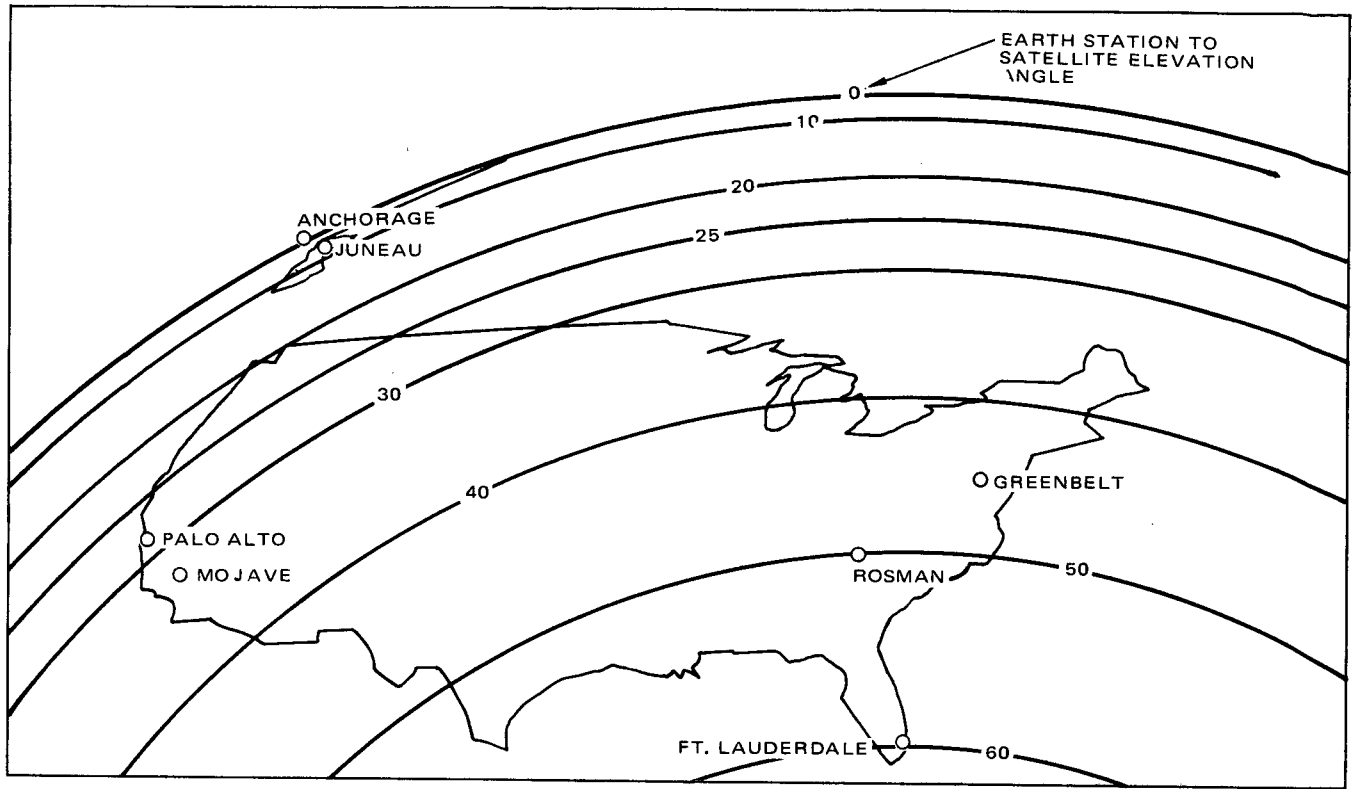 EARTH STATION TO
SATELLITE ELEVATION
ANGLE
0
10
20
25
ANCHORAGE
JUNEAU
30
40
GREENBELT
PALO ALTO
MOJAVE
ROSMAN
50
FT. LAUDERDALE
60